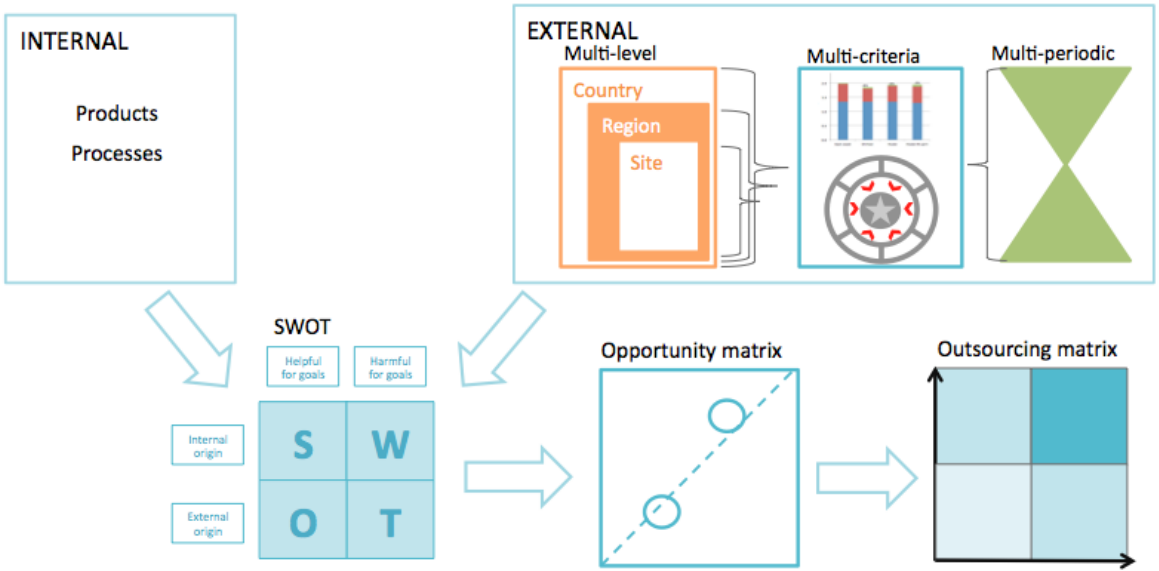 INTERNAL
Products
Processes
EXTERNAL
Multi-level
Country
Region
Site
Multi-criteria
Multi-periodic
SWOT
Helpful
for goals
Harmful
for goals
Internal
origin
External
origin
S
W
O
T
Opportunity matrix
Outsourcing matrix